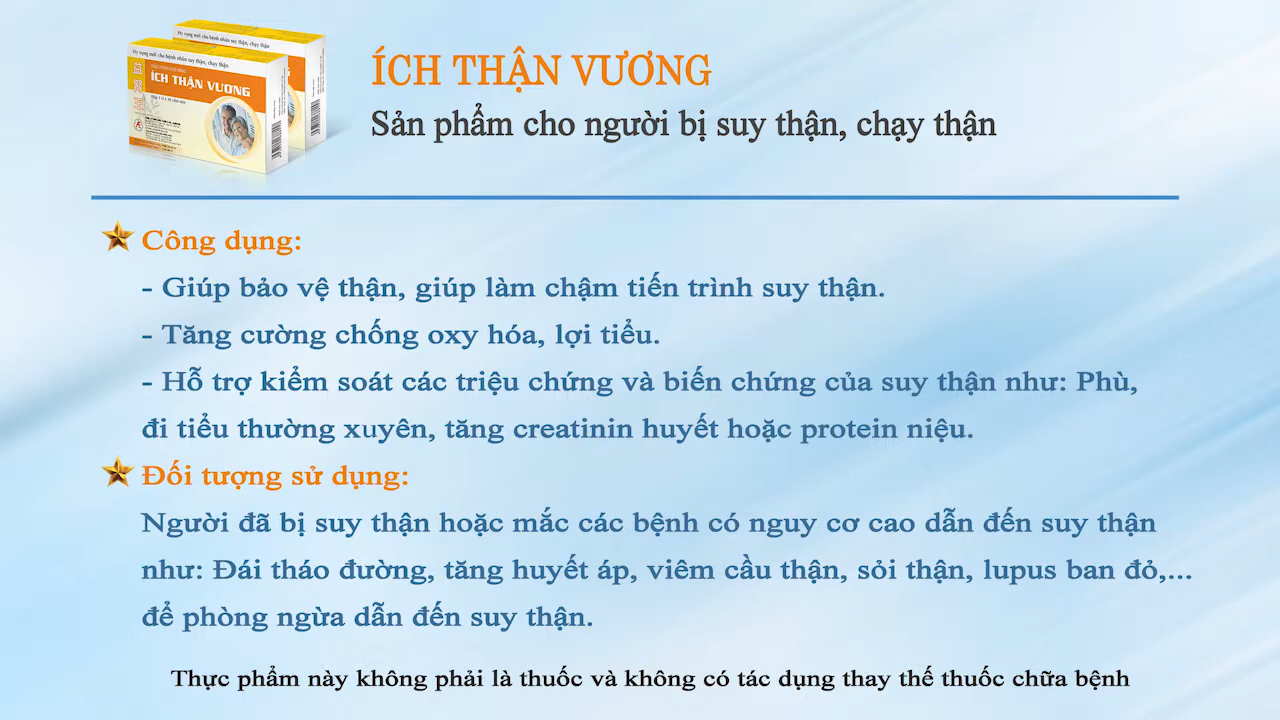 ÍCH THẬN VƯƠNG
Sản phẩm cho người bị suy thận, chạy thận
ÍCH THẬN VƯƠNG
Công dụng:
- Giúp bảo vệ thận, giúp làm chậm tiến trình suy thận.
- Tăng cường chống oxy hóa, lợi tiểu.
- Hỗ trợ kiểm soát các triệu chứng và biến chứng của suy thận như: Phù,
đi tiểu thường xuyên, tăng creatinin huyết hoặc protein niệu.
Đối tượng sử dụng:
Người đã bị suy thận hoặc mắc các bệnh có nguy cơ cao dẫn đến suy thận
như: Đái tháo đường, tăng huyết áp, viêm cầu thận, sỏi thận, lupus ban đỏ,...
để phòng ngừa dẫn đến suy thận.
Thực phẩm này không phải là thuốc và không có tác dụng thay thế thuốc chữa bệnh